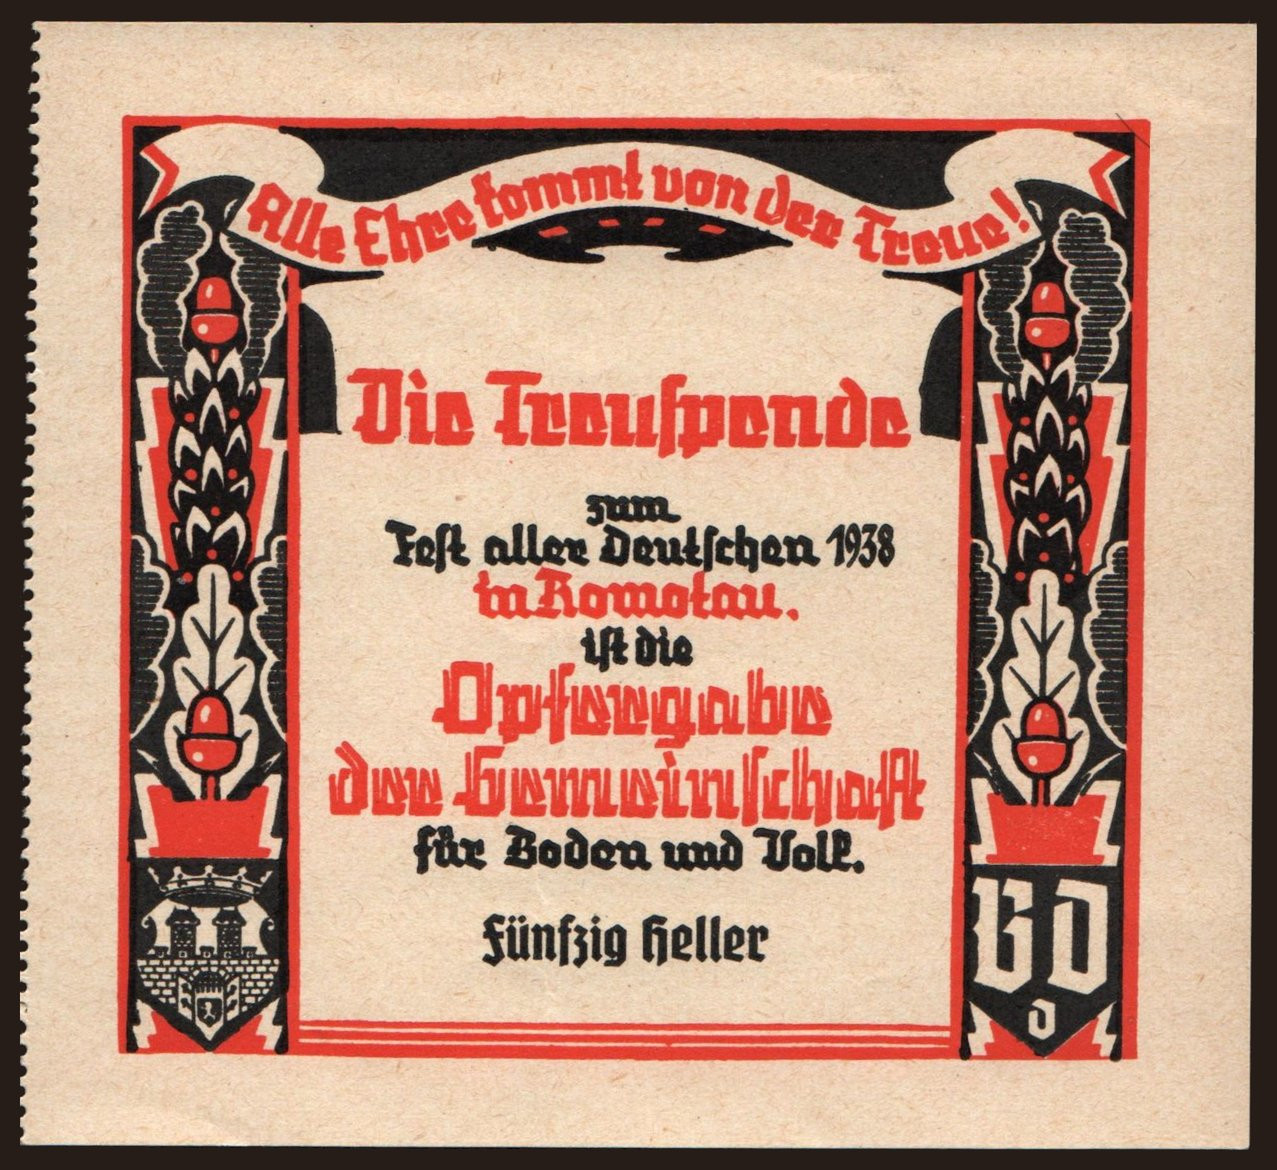 Alle Ehre kommt von der Treue!
Die Treuspende
zum
Fest aller Deutschen 1938
in Komotau.
ist die
Opfergabe
der Gemeinschaft
für Boden und Volk.
Fünfzig Heller
BD
d